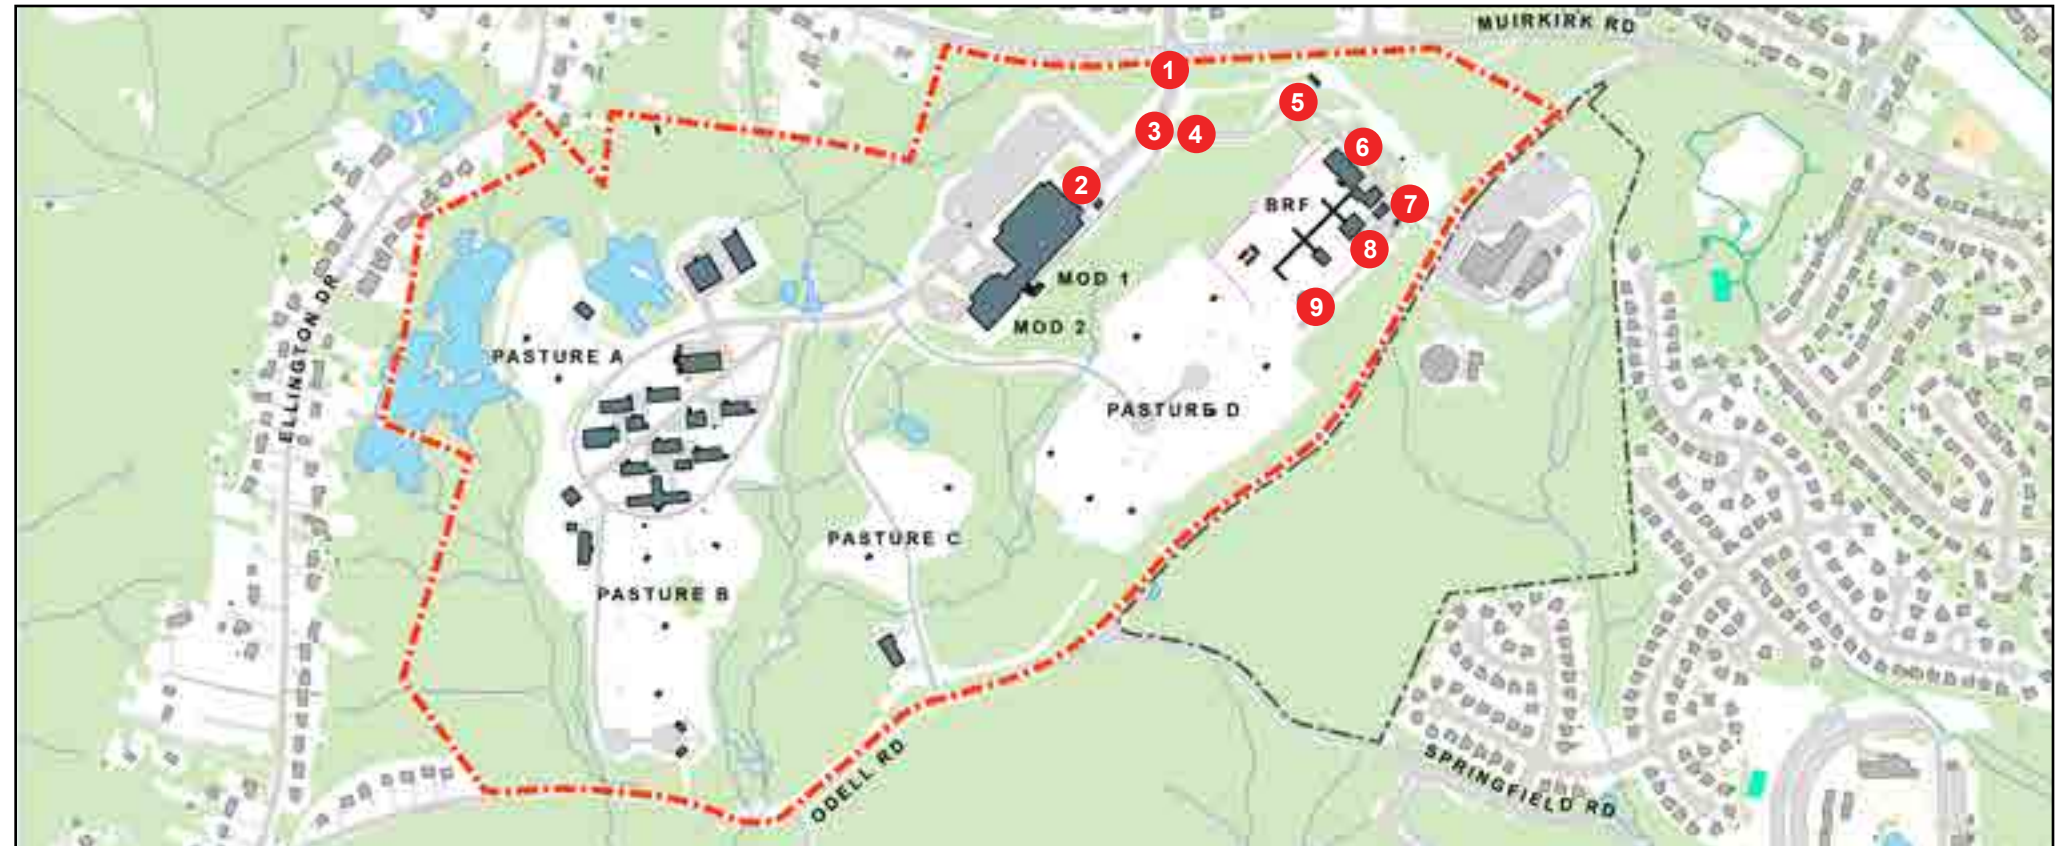 MUIRKIRK RD
1
5
3
4
6
2
7
BRF
8
MOD 1
9
MOD 2
ELLINGTON DR
PASTURE A
PASTURE D
PASTURE C
PASTURE B
ODELL RD
SPRINGFIELD RD